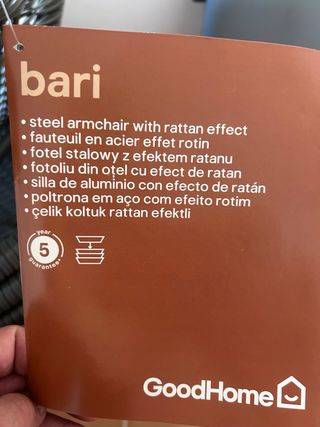 bari
• steel armchair with rattan effect
• fauteuil en acier effet rotin
• fotel stalowy z efektem ratanu
• fotoliu din oțel cu efect de ratan
• silla de aluminio con efecto de ratán
• poltrona em aço com efeito rotim
• çelik koltuk rattan efektli
year
5
guarantee
GoodHome